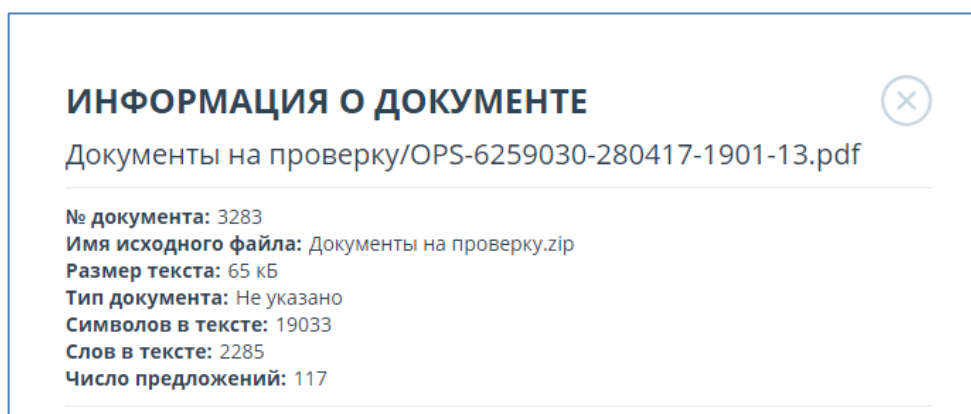 ИНФОРМАЦИЯ О ДОКУМЕНТЕ
Документы на проверку/OPS-6259030-280417-1901-13.pdf
№ документа: 3283
Имя исходного файла: Документы на проверку.zip
Размер текста: 65 кБ
Тип документа: Не указано
Символов в тексте: 19033
Слов в тексте: 2285
Число предложений: 117